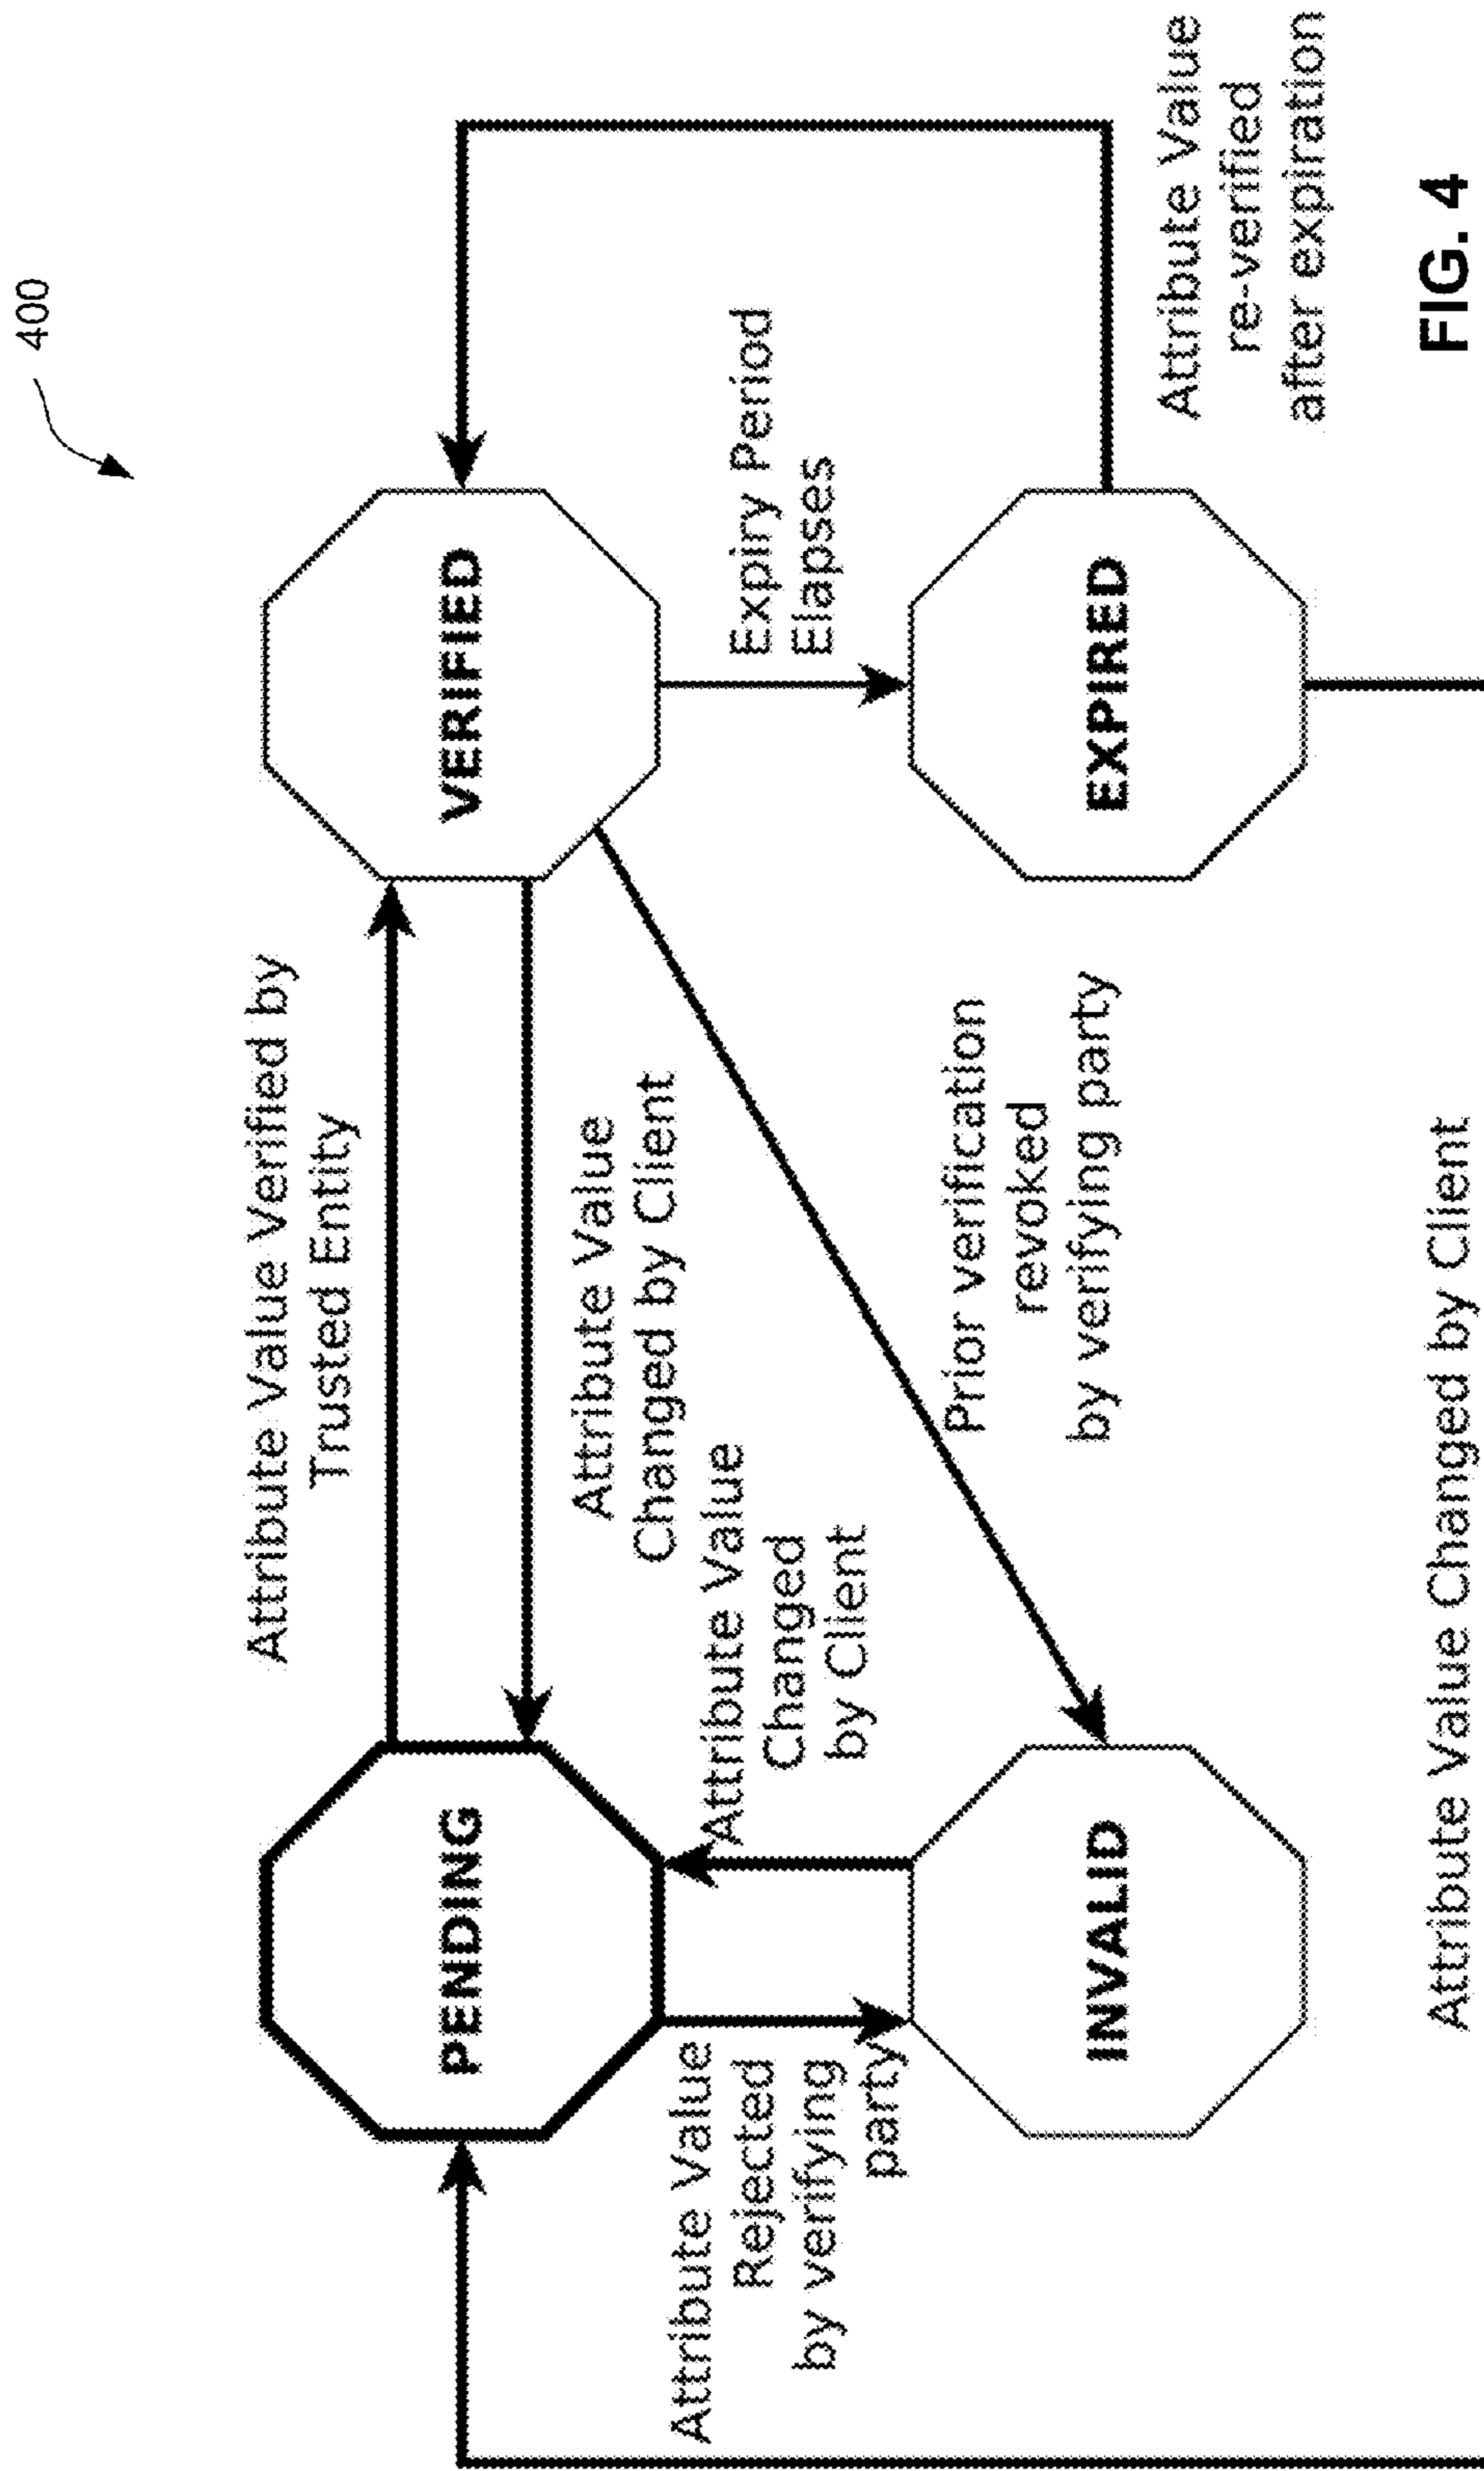 400
Attribute Value Verified by
Trusted Entity
PENDING
VERIFIED
Attribute Value
Changed by Client
Attribute Value
Rejected
by verifying
party
Attribute Value
Changed
by Client
Expiry Period
Elapses
Prior verification
revoked
by verifying party
INVALID
EXPIRED
Attribute Value
re-verified
after expiration
Attribute Value Changed by Client
FIG. 4